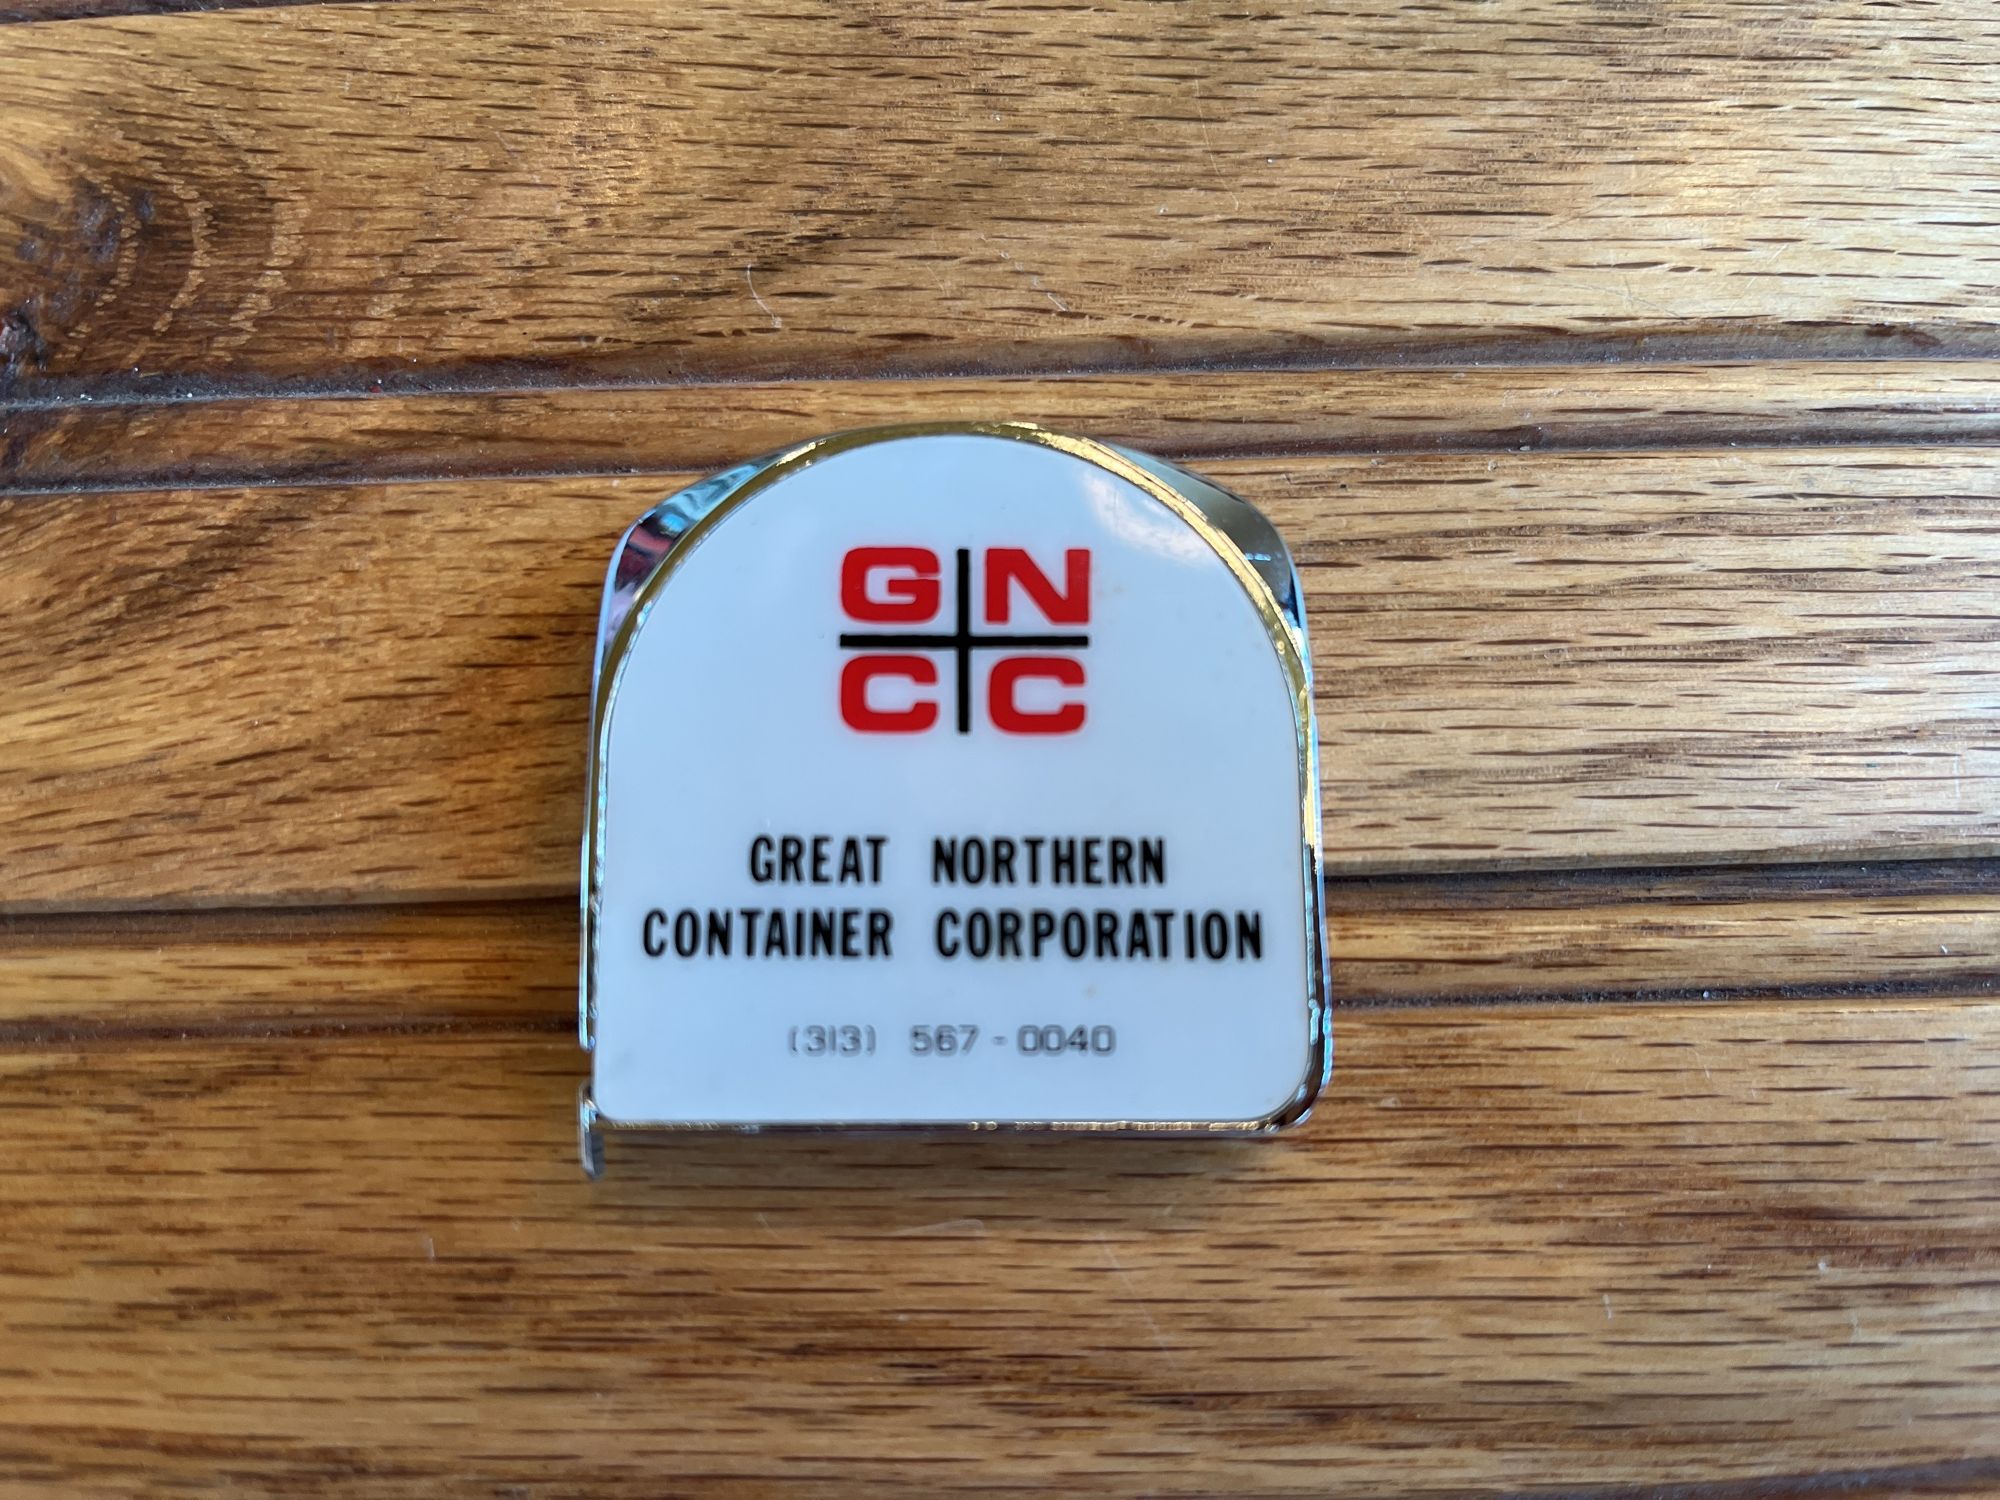 GN
CC
GREAT NORTHERN
CONTAINER CORPORATION
(313) 567-0040